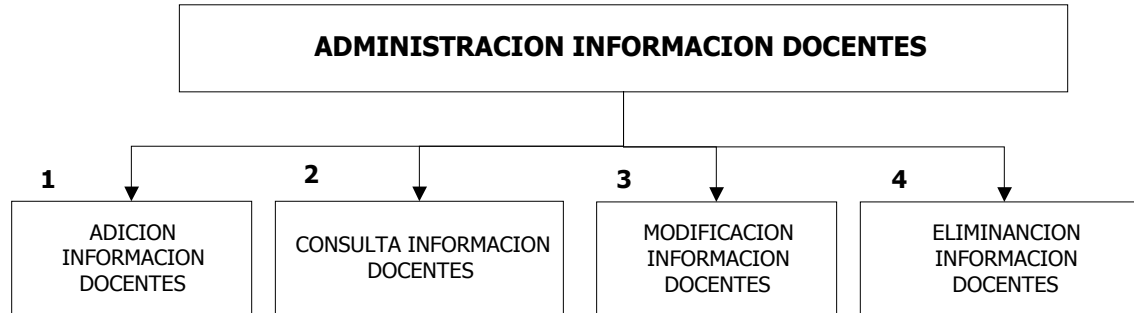 ADMINISTRACION INFORMACION DOCENTES
1
ADICION
INFORMACION
DOCENTES
2
CONSULTA INFORMACION
DOCENTES
3
MODIFICACION
INFORMACION
DOCENTES
4
ELIMINANCION
INFORMACION
DOCENTES